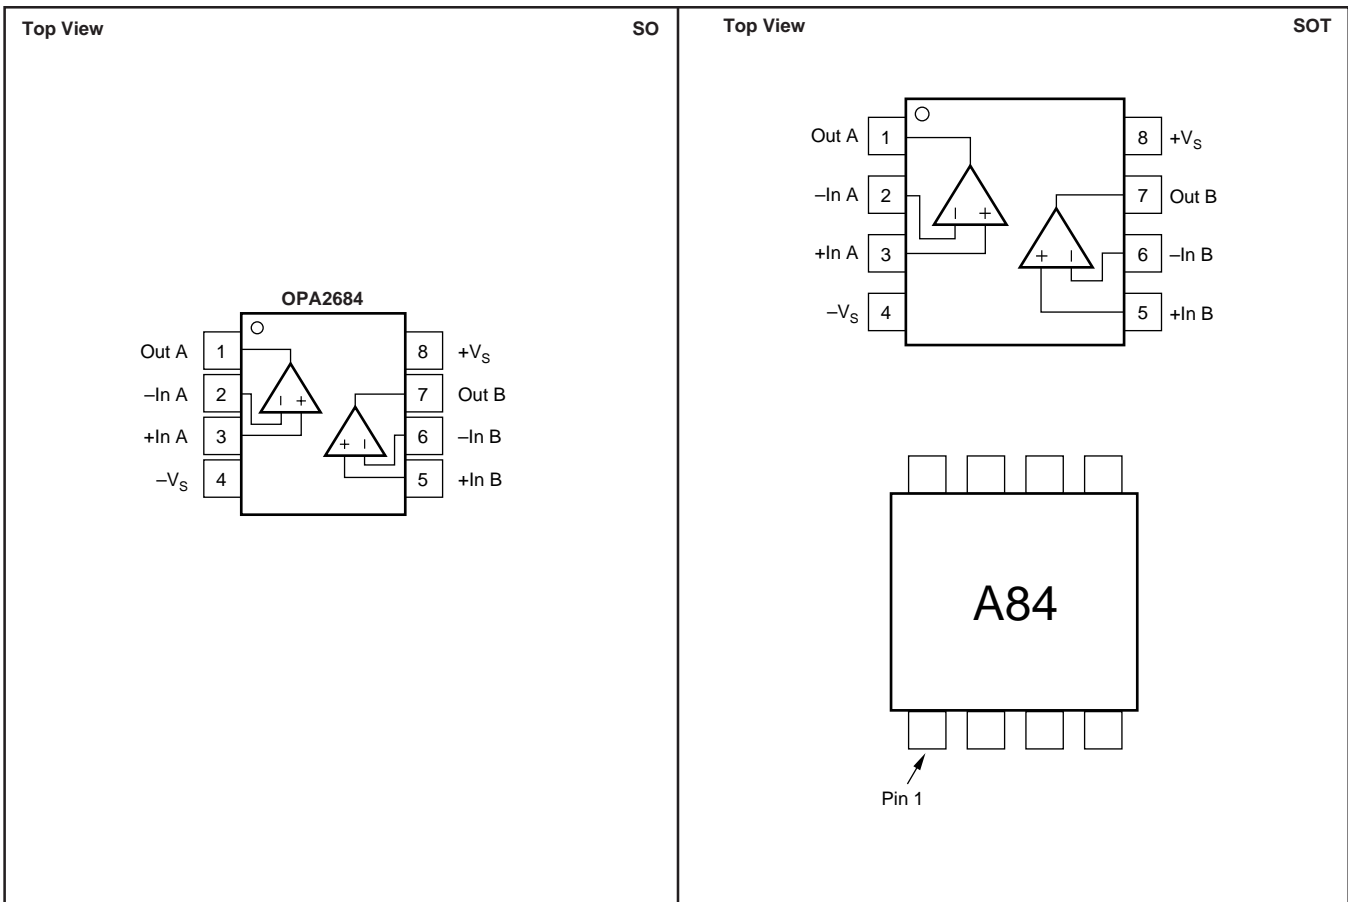 Top View SO
OPA2684
Out A 1 8 +VS
–In A 2 7 Out B
+In A 3 6 –In B
–VS 4 5 +In B
– +
+ –
Top View SOT
Out A 1 8 +VS
–In A 2 7 Out B
+In A 3 6 –In B
–VS 4 5 +In B
– +
+ –
A84
Pin 1